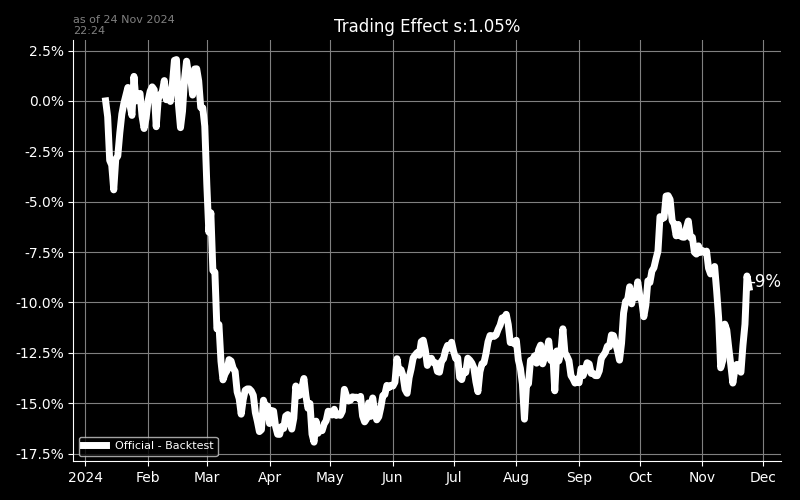 as of 24 Nov 2024
22:24
Trading Effect s:1.05%
2.5%
0.0%
-2.5%
-5.0%
-7.5%
-10.0%
-12.5%
-15.0%
-17.5%
-9%
Official - Backtest
2024 Feb Mar Apr May Jun Jul Aug Sep Oct Nov Dec